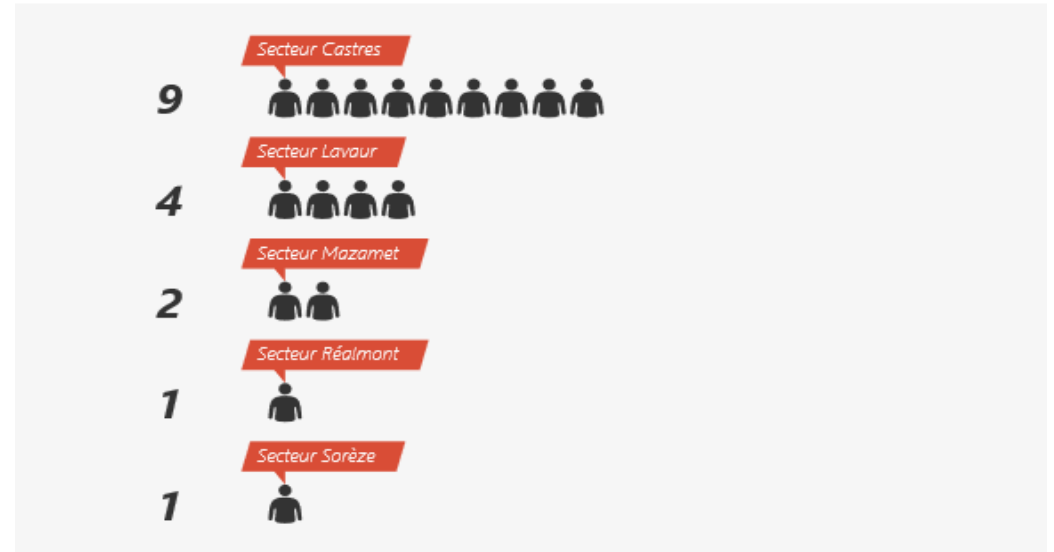 Secteur Castres
9
Secteur Lavaur
4
Secteur Mazamet
2
Secteur Réalmont
1
Secteur Sorèze
1